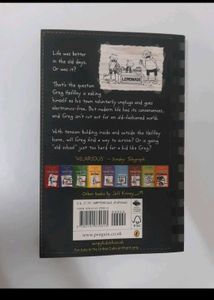 LEMONADE
Life was better
in the old days.
Or was it?
That's the question
Greg Heffley is asking
himself as his town voluntarily unplugs and goes
electronics-free. But modern life has its conveniences,
and Greg isn't cut out for an old-fashioned world.
With tension building inside and outside the Heffley
home, will Greg find a way to survive? Or is going
'old school' just too hard for a kid like Greg?
'HILARIOUS' – Sunday Telegraph
Other books by Jeff Kinney
www.penguin.co.uk